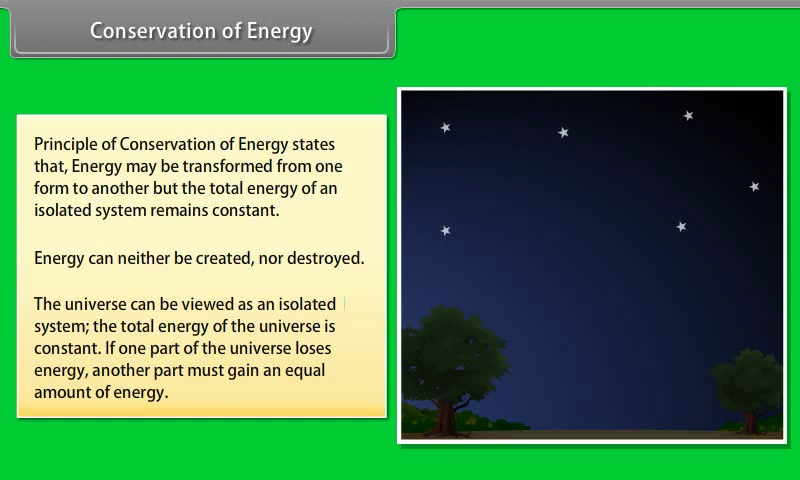 Conservation of Energy
Principle of Conservation of Energy states
that, Energy may be transformed from one
form to another but the total energy of an
isolated system remains constant.
Energy can neither be created, nor destroyed.
The universe can be viewed as an isolated
system; the total energy of the universe is
constant. If one part of the universe loses
energy, another part must gain an equal
amount of energy.